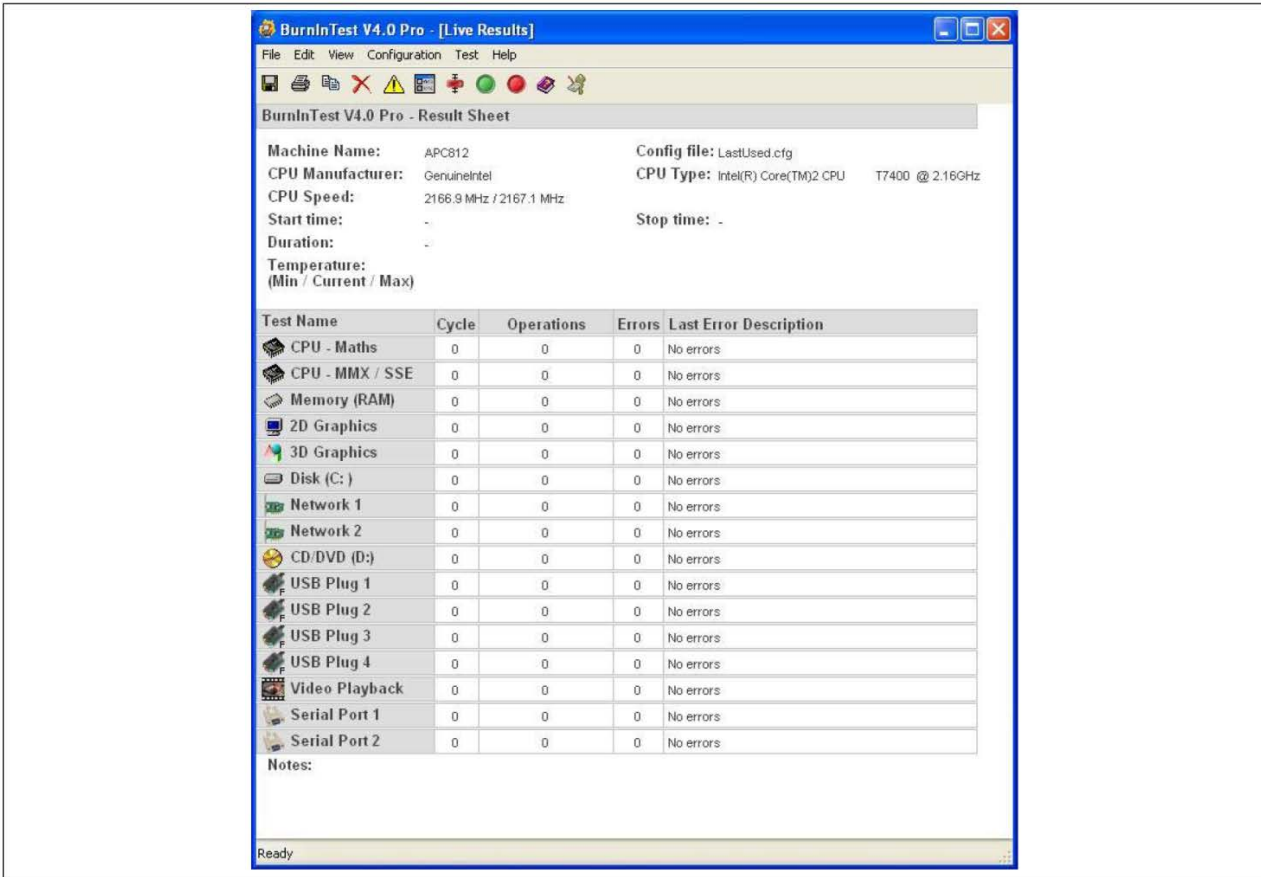 BurnInTest V4.0 Pro - [Live Results]
File Edit View Configuration Test Help
BurnInTest V4.0 Pro - Result Sheet
Machine Name: APC812 Config file: LastUsed.cfg
CPU Manufacturer: GenuineIntel CPU Type: Intel(R) Core(TM)2 CPU T7400 @ 2.16GHz
CPU Speed: 2166.9 MHz / 2167.1 MHz
Start time: - Stop time: -
Duration: -
Temperature:
(Min / Current / Max)
Test Name Cycle Operations Errors Last Error Description
CPU - Maths 0 0 0 No errors
CPU - MMX / SSE 0 0 0 No errors
Memory (RAM) 0 0 0 No errors
2D Graphics 0 0 0 No errors
3D Graphics 0 0 0 No errors
Disk (C: ) 0 0 0 No errors
Network 1 0 0 0 No errors
Network 2 0 0 0 No errors
CD/DVD (D:) 0 0 0 No errors
F USB Plug 1 0 0 0 No errors
F USB Plug 2 0 0 0 No errors
F USB Plug 3 0 0 0 No errors
F USB Plug 4 0 0 0 No errors
Video Playback 0 0 0 No errors
Serial Port 1 0 0 0 No errors
Serial Port 2 0 0 0 No errors
Notes:
Ready